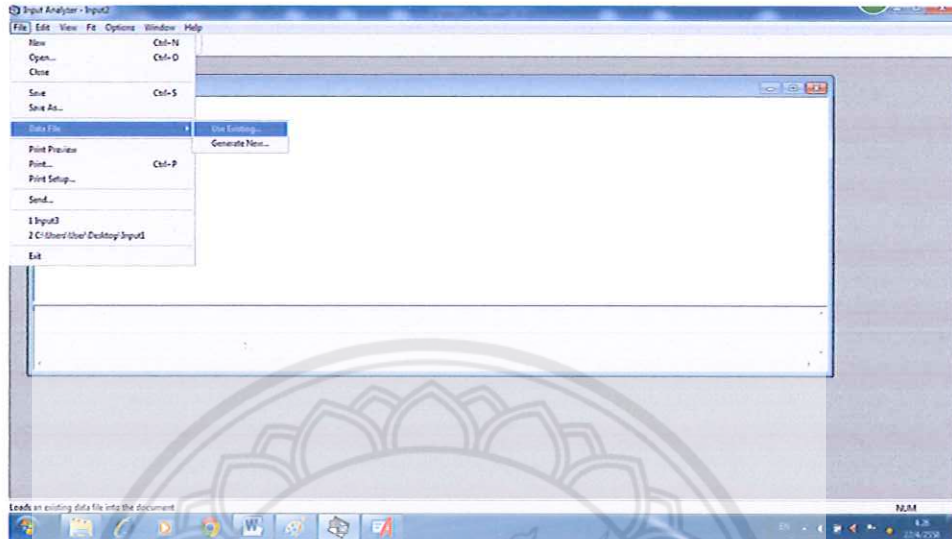 Input Analyzer - Input2
File Edit View Fit Options Window Help
New Ctrl-N
Open... Ctrl-O
Close
Save Ctrl-S
Save As...
Data File
Use Existing...
Generate New...
Print Preview
Print... Ctrl-P
Print Setup...
Send...
1 Input3
2 C:\Users\User\Desktop\Input1
Exit
Loads an existing data file into the document
NUM
EN